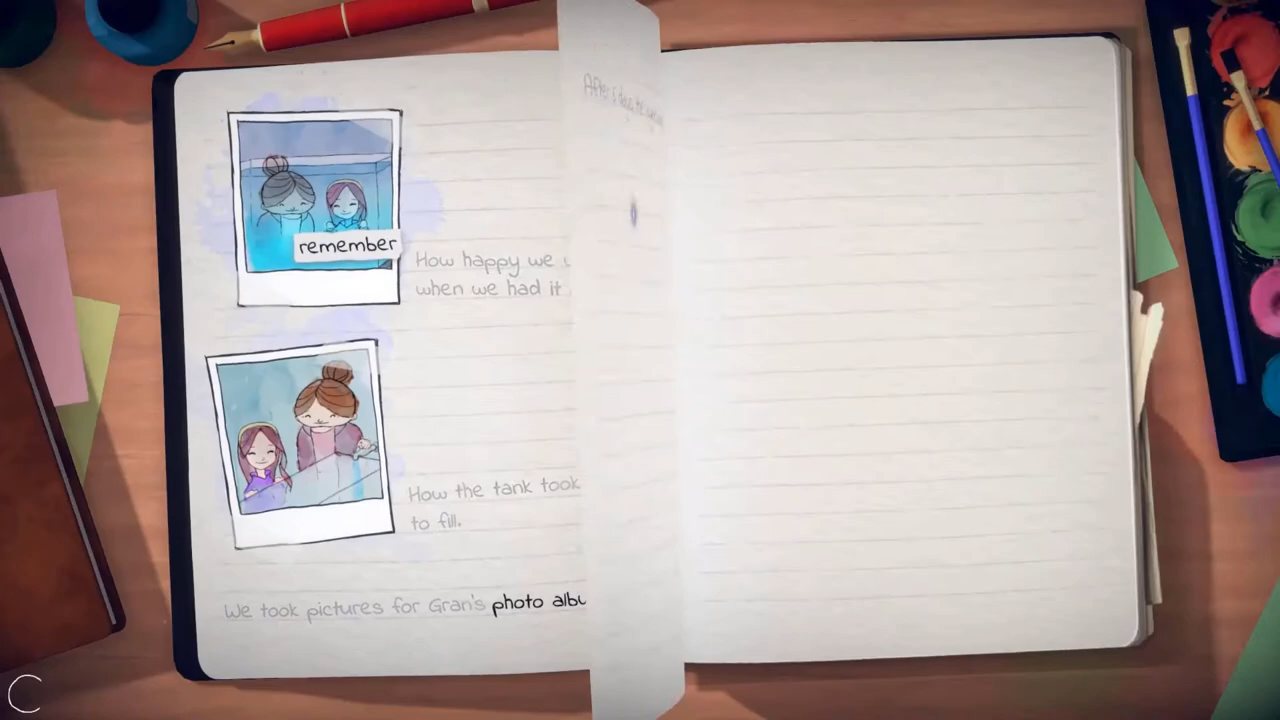 After
remember
How happy we
when we had it
How the tank took
to fill.
We took pictures for Gran's photo albu